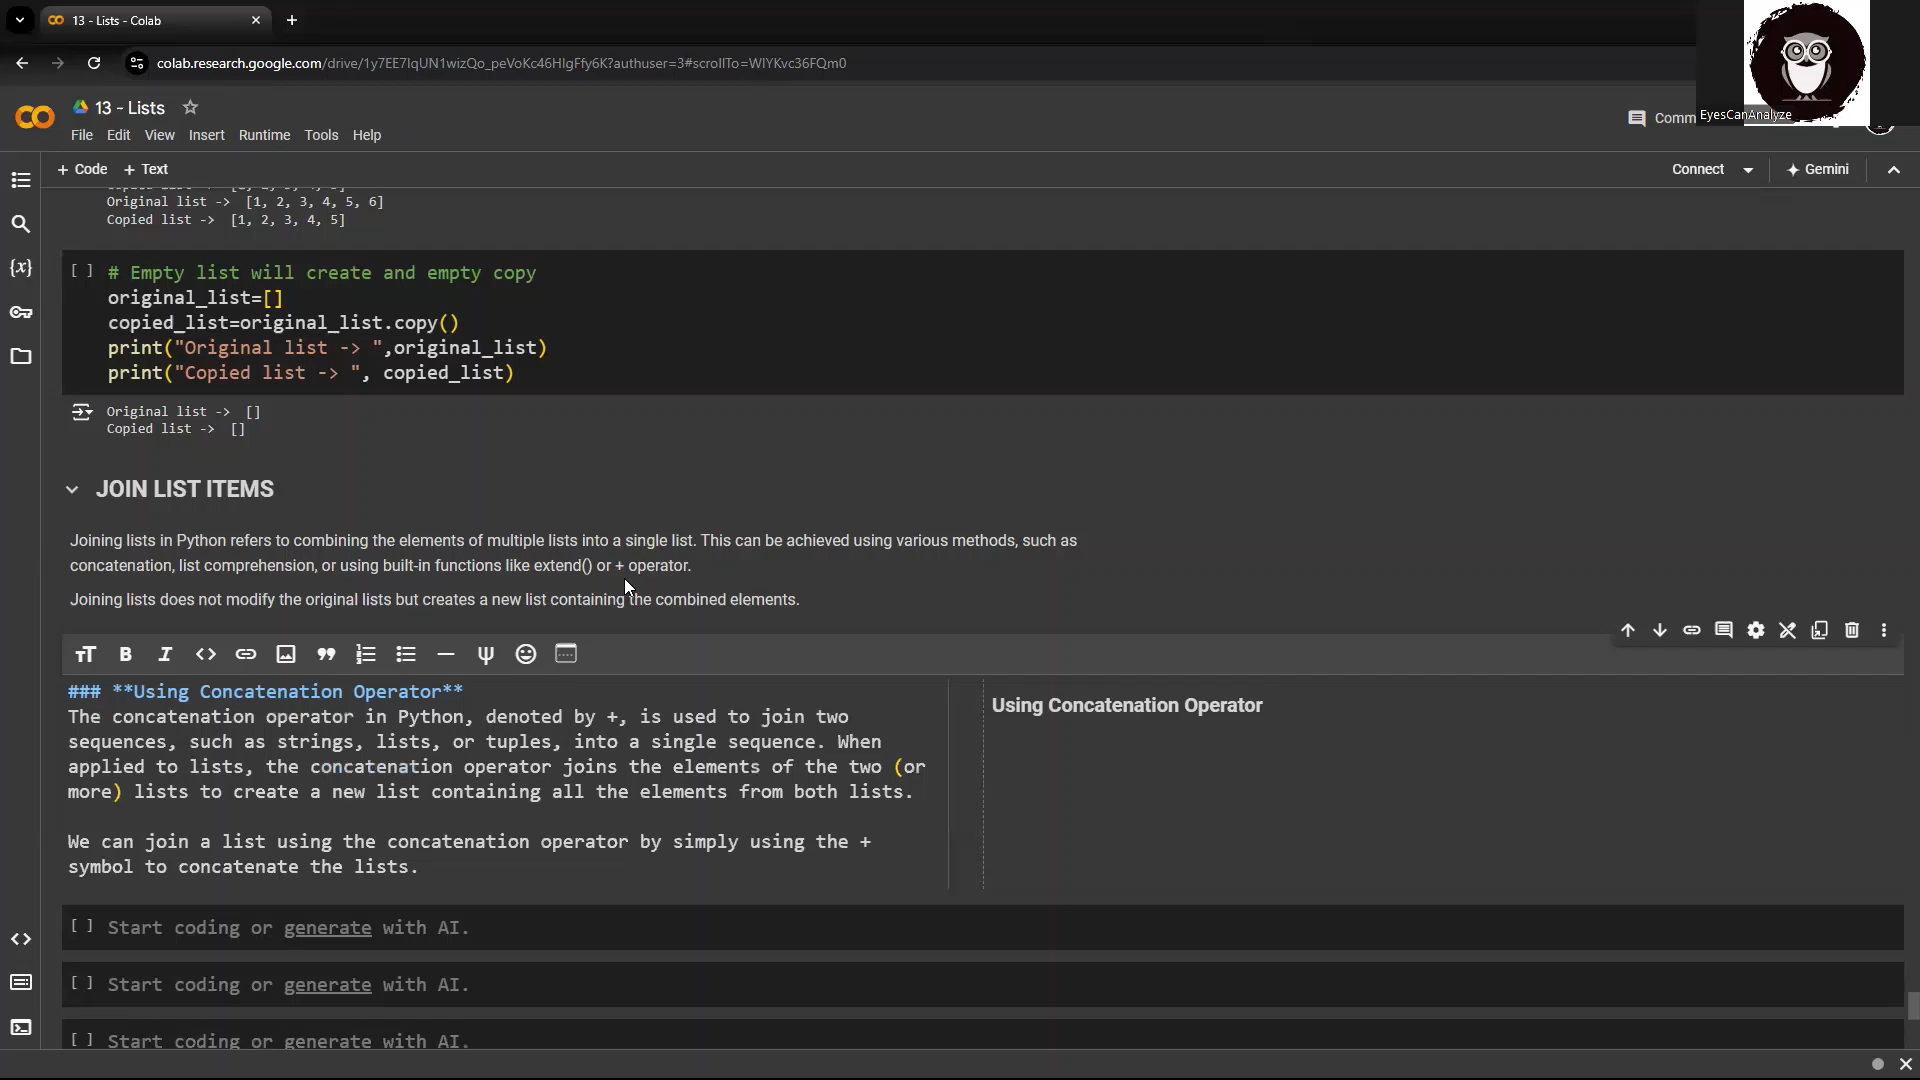 13 - Lists - Colab
colab.research.google.com/drive/1y7EE7lqUN1wizQo_peVoKc46HIgFfy6K?authuser=3#scrollTo=WlYKvc36FQm0
13 - Lists
File Edit View Insert Runtime Tools Help
Comm
EyesCanAnalyze
+ Code + Text
Connect
Gemini
Original list -> [1, 2, 3, 4, 5, 6]
Copied list -> [1, 2, 3, 4, 5]
[ ] # Empty list will create and empty copy
original_list=[]
copied_list=original_list.copy()
print("Original list -> ",original_list)
print("Copied list -> ", copied_list)
Original list -> []
Copied list -> []
JOIN LIST ITEMS
Joining lists in Python refers to combining the elements of multiple lists into a single list. This can be achieved using various methods, such as
concatenation, list comprehension, or using built-in functions like extend() or + operator.
Joining lists does not modify the original lists but creates a new list containing the combined elements.
### **Using Concatenation Operator**
The concatenation operator in Python, denoted by +, is used to join two
sequences, such as strings, lists, or tuples, into a single sequence. When
applied to lists, the concatenation operator joins the elements of the two (or
more) lists to create a new list containing all the elements from both lists.
We can join a list using the concatenation operator by simply using the +
symbol to concatenate the lists.
Using Concatenation Operator
[ ] Start coding or generate with AI.
[ ] Start coding or generate with AI.
[ ] Start coding or generate with AI.